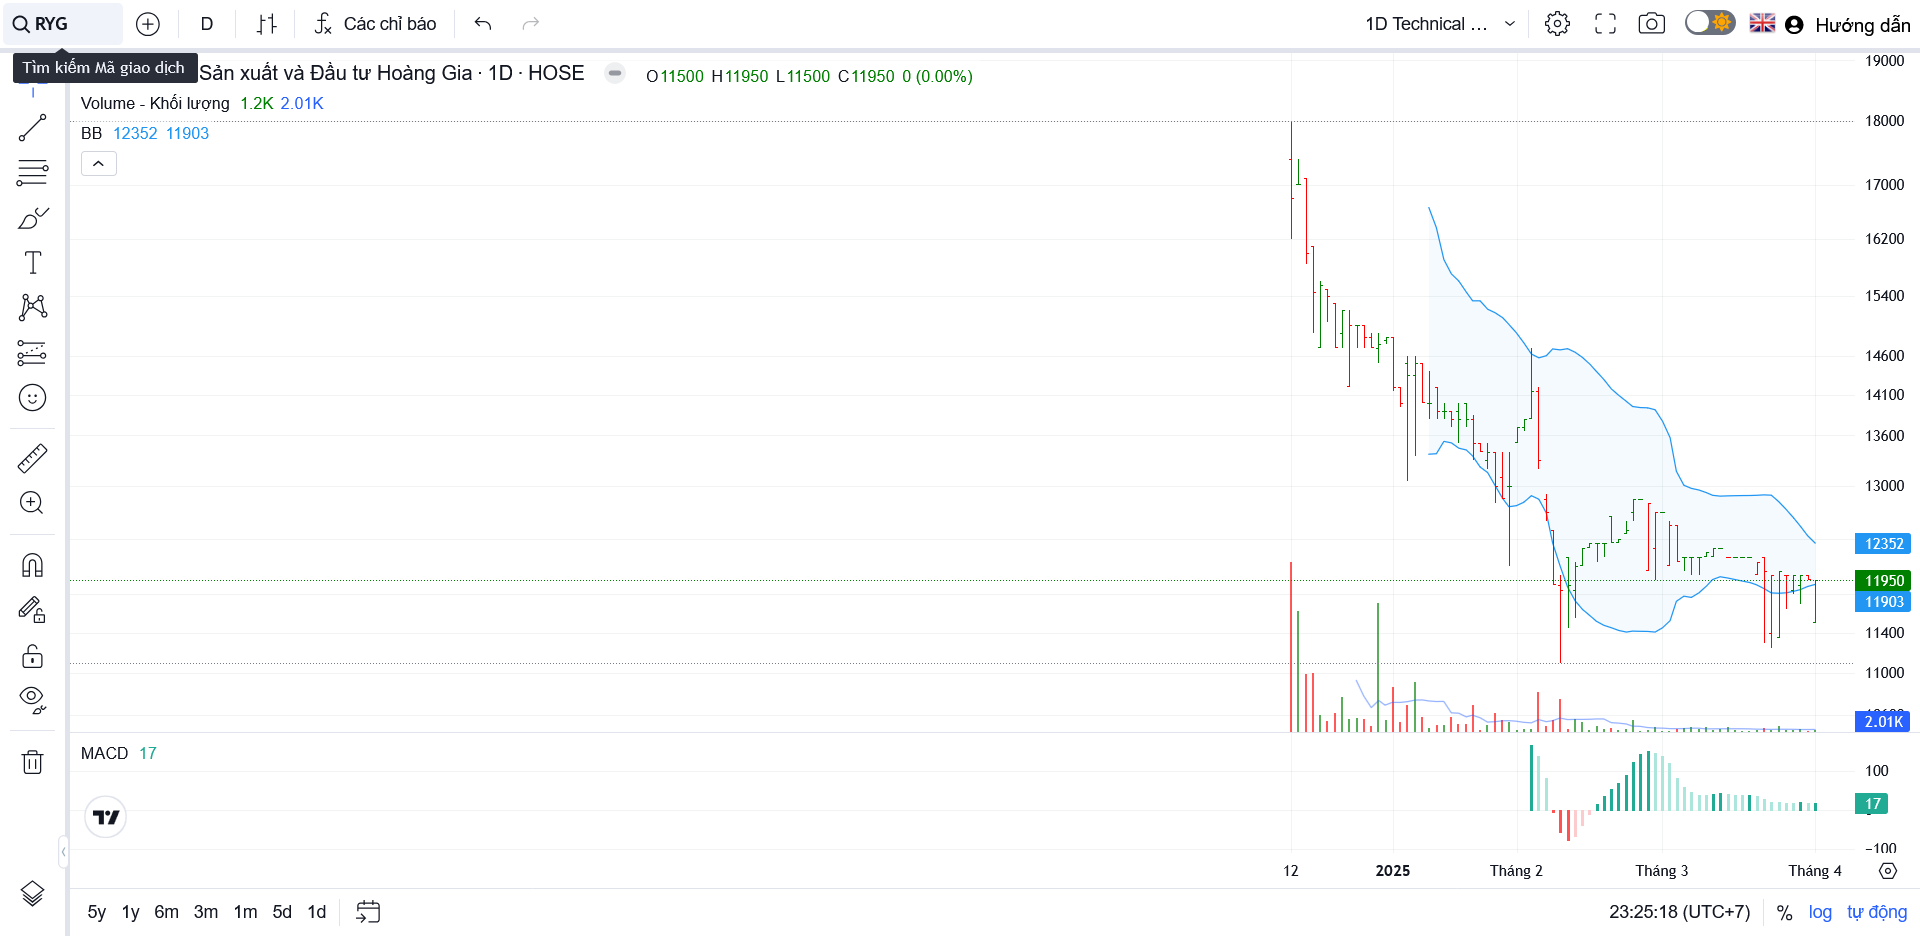 RYG
D
Các chỉ báo
1D Technical ...
Hướng dẫn
Tìm kiếm Mã giao dịch
Sản xuất và Đầu tư Hoàng Gia · 1D · HOSE
O11500 H11950 L11500 C11950 0 (0.00%)
Volume - Khối lượng 1.2K 2.01K
BB 12352 11903
19000
18000
17000
16200
15400
14600
14100
13600
13000
12352
11950
11903
11400
11000
2.01K
MACD 17
100
17
−100
12
2025
Tháng 2
Tháng 3
Tháng 4
5y 1y 6m 3m 1m 5d 1d
23:25:18 (UTC+7)
%
log
tự động